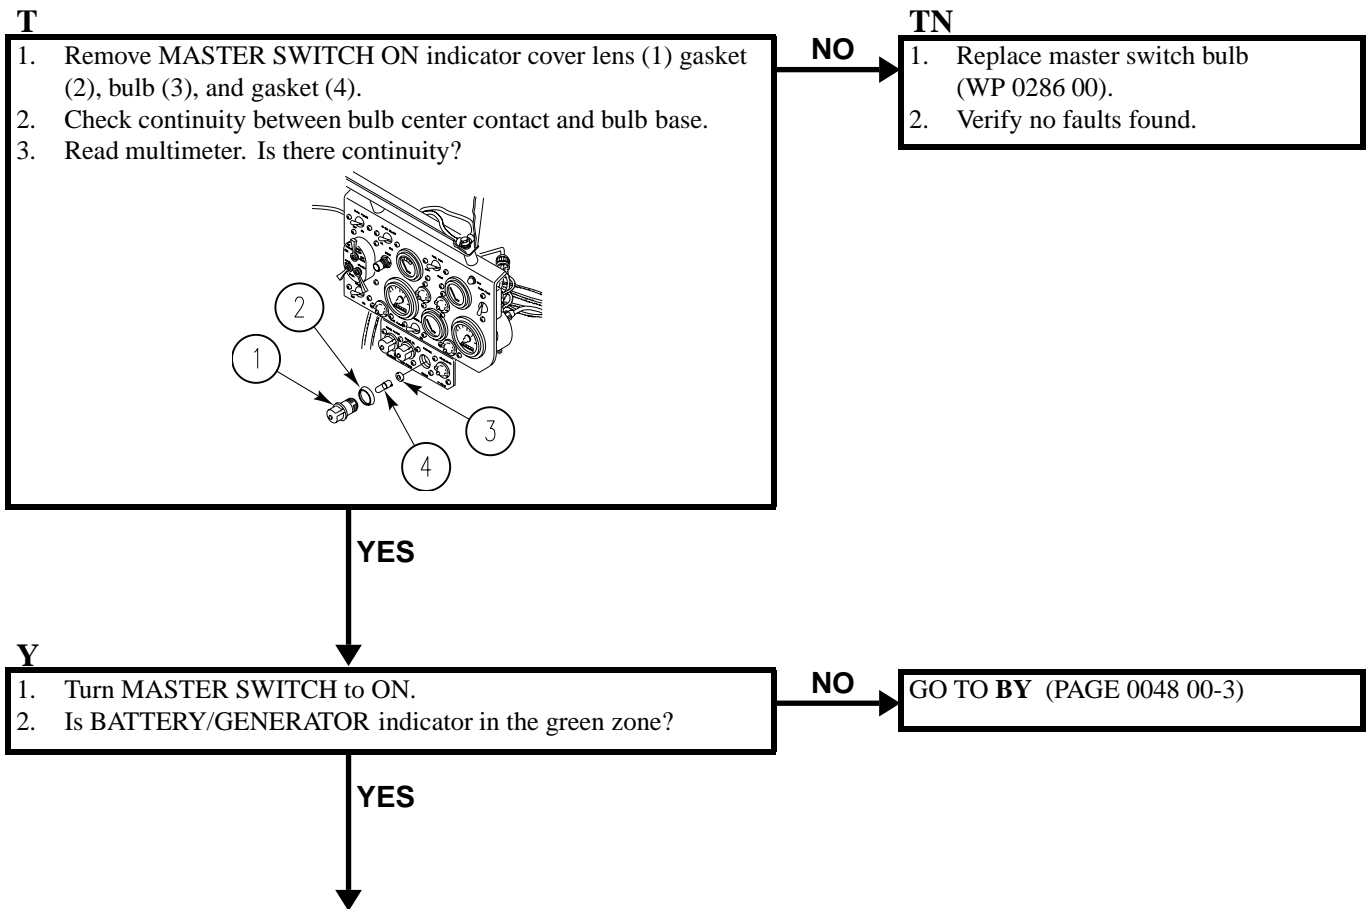 T
1. Remove MASTER SWITCH ON indicator cover lens (1) gasket
(2), bulb (3), and gasket (4).
2. Check continuity between bulb center contact and bulb base.
3. Read multimeter. Is there continuity?
2
1
3
4
NO
TN
1. Replace master switch bulb
(WP 0286 00).
2. Verify no faults found.
YES
Y
1. Turn MASTER SWITCH to ON.
2. Is BATTERY/GENERATOR indicator in the green zone?
NO
GO TO BY (PAGE 0048 00-3)
YES